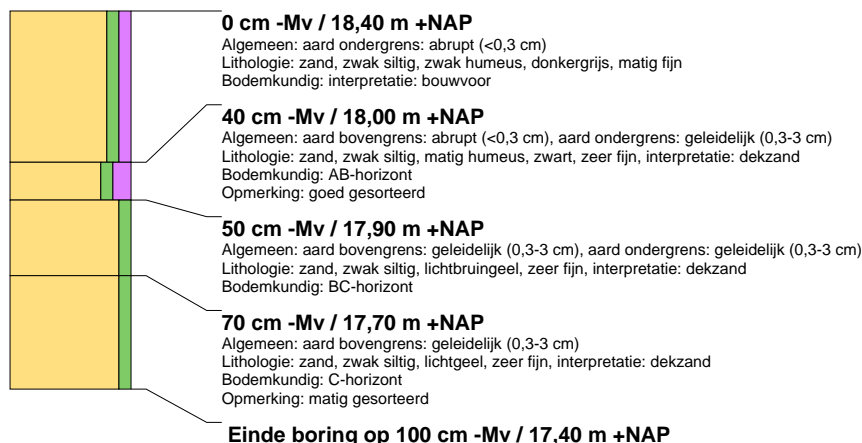 0 cm -Mv / 18,40 m +NAP
Algemeen: aard ondergrens: abrupt (<0,3 cm)
Lithologie: zand, zwak siltig, zwak humeus, donkergrijs, matig fijn
Bodemkundig: interpretatie: bouwvoor
40 cm -Mv / 18,00 m +NAP
Algemeen: aard bovengrens: abrupt (<0,3 cm), aard ondergrens: geleidelijk (0,3-3 cm)
Lithologie: zand, zwak siltig, matig humeus, zwart, zeer fijn, interpretatie: dekzand
Bodemkundig: AB-horizont
Opmerking: goed gesorteerd
50 cm -Mv / 17,90 m +NAP
Algemeen: aard bovengrens: geleidelijk (0,3-3 cm), aard ondergrens: geleidelijk (0,3-3 cm)
Lithologie: zand, zwak siltig, lichtbruingeel, zeer fijn, interpretatie: dekzand
Bodemkundig: BC-horizont
70 cm -Mv / 17,70 m +NAP
Algemeen: aard bovengrens: geleidelijk (0,3-3 cm)
Lithologie: zand, zwak siltig, lichtgeel, zeer fijn, interpretatie: dekzand
Bodemkundig: C-horizont
Opmerking: matig gesorteerd
Einde boring op 100 cm -Mv / 17,40 m +NAP